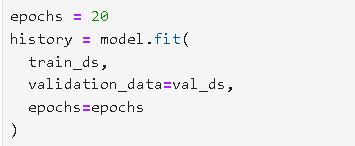 epochs = 20
history = model.fit(
  train_ds,
  validation_data=val_ds,
  epochs=epochs
)